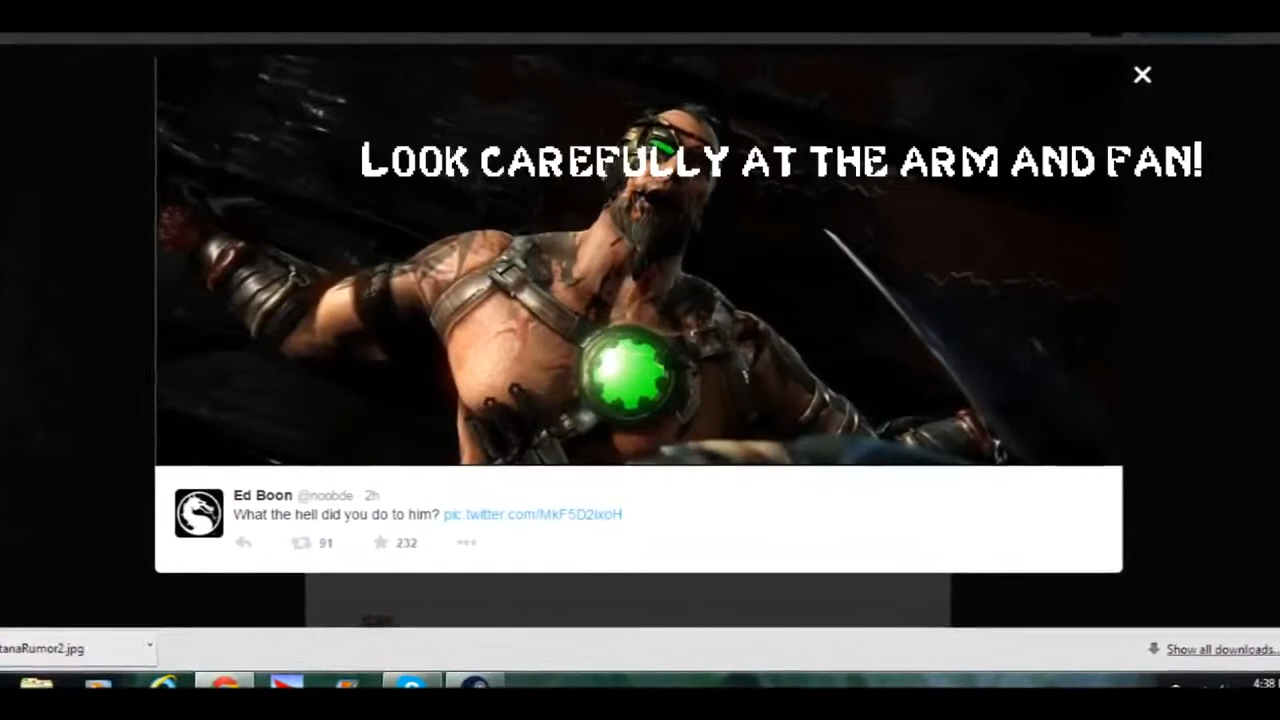 LOOK CAREFULLY AT THE ARM AND FAN!
Ed Boon @noobde · 2h
What the hell did you do to him? pic.twitter.com/MkF5D2ixoH
91 232
tanaRumor2.jpg
Show all downloads...
4:38